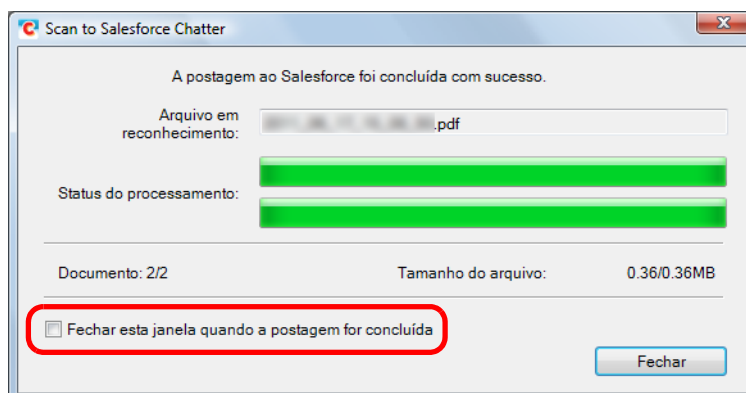 Scan to Salesforce Chatter
A postagem ao Salesforce foi concluída com sucesso.
Arquivo em
reconhecimento:
.pdf
Status do processamento:
Documento: 2/2 Tamanho do arquivo: 0.36/0.36MB
Fechar esta janela quando a postagem for concluída
Fechar